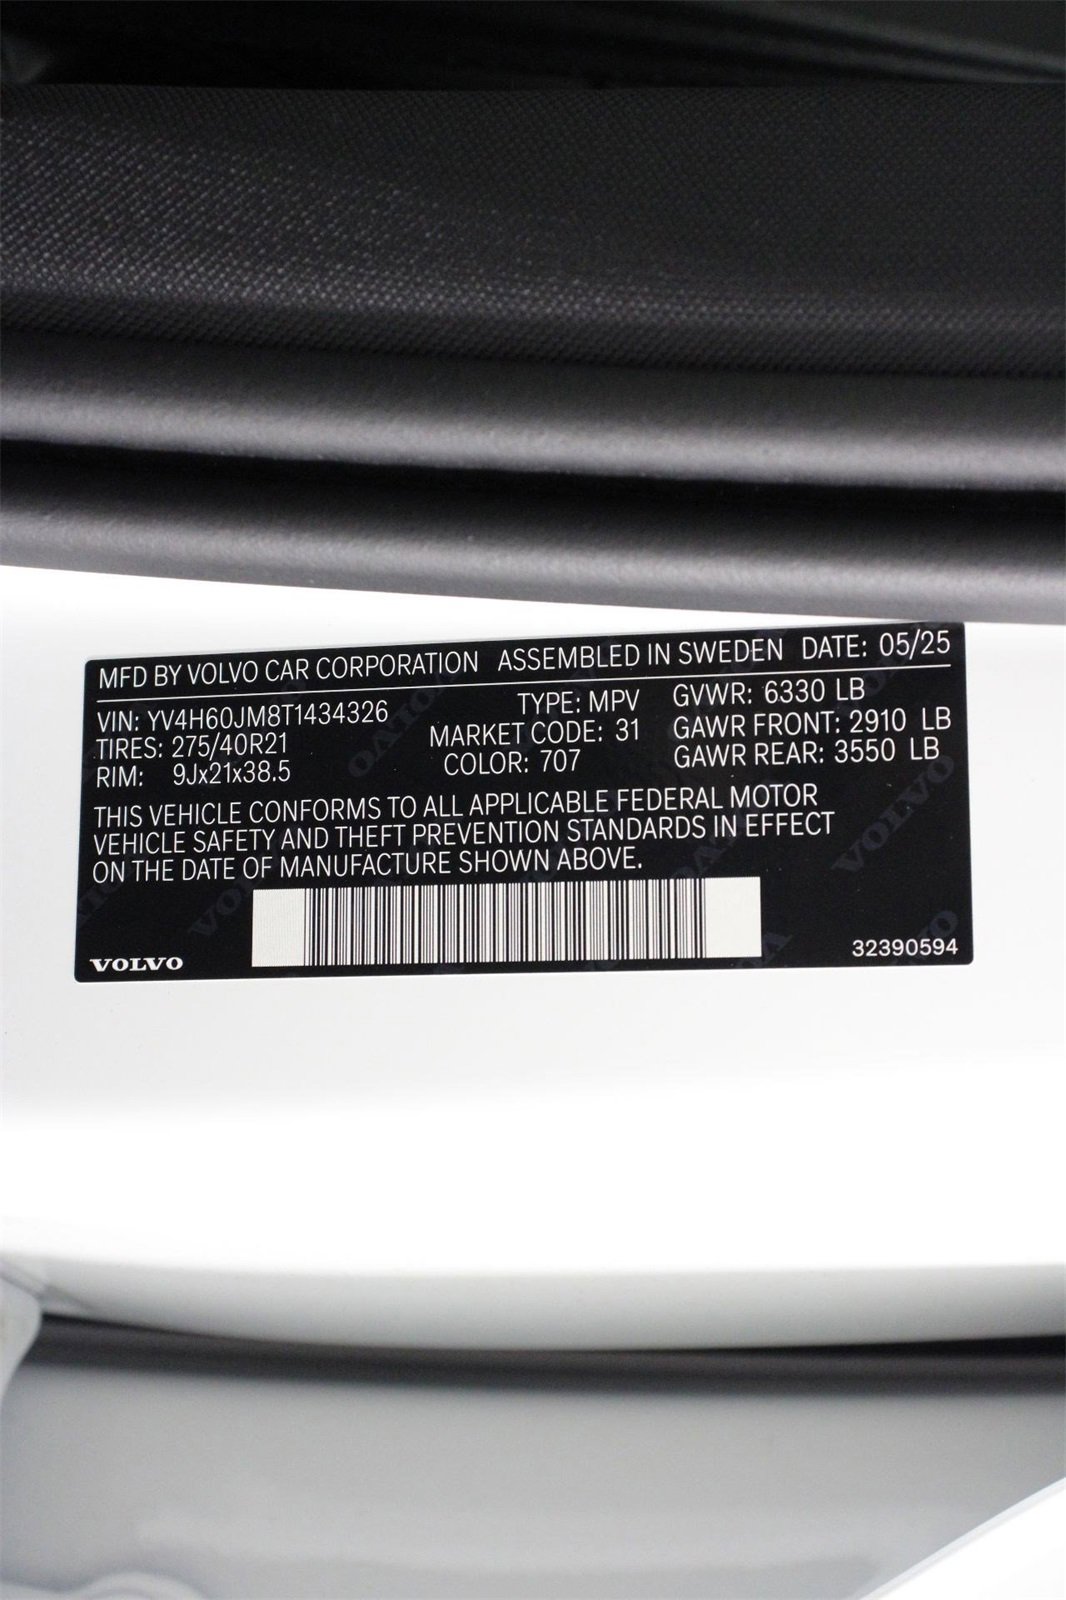 MFD BY VOLVO CAR CORPORATION ASSEMBLED IN SWEDEN DATE: 05/25
VIN: YV4H60JM8T1434326 TYPE: MPV GVWR: 6330 LB
TIRES: 275/40R21 MARKET CODE: 31 GAWR FRONT: 2910 LB
RIM: 9Jx21x38.5 COLOR: 707 GAWR REAR: 3550 LB
THIS VEHICLE CONFORMS TO ALL APPLICABLE FEDERAL MOTOR
VEHICLE SAFETY AND THEFT PREVENTION STANDARDS IN EFFECT
ON THE DATE OF MANUFACTURE SHOWN ABOVE.
VOLVO 32390594